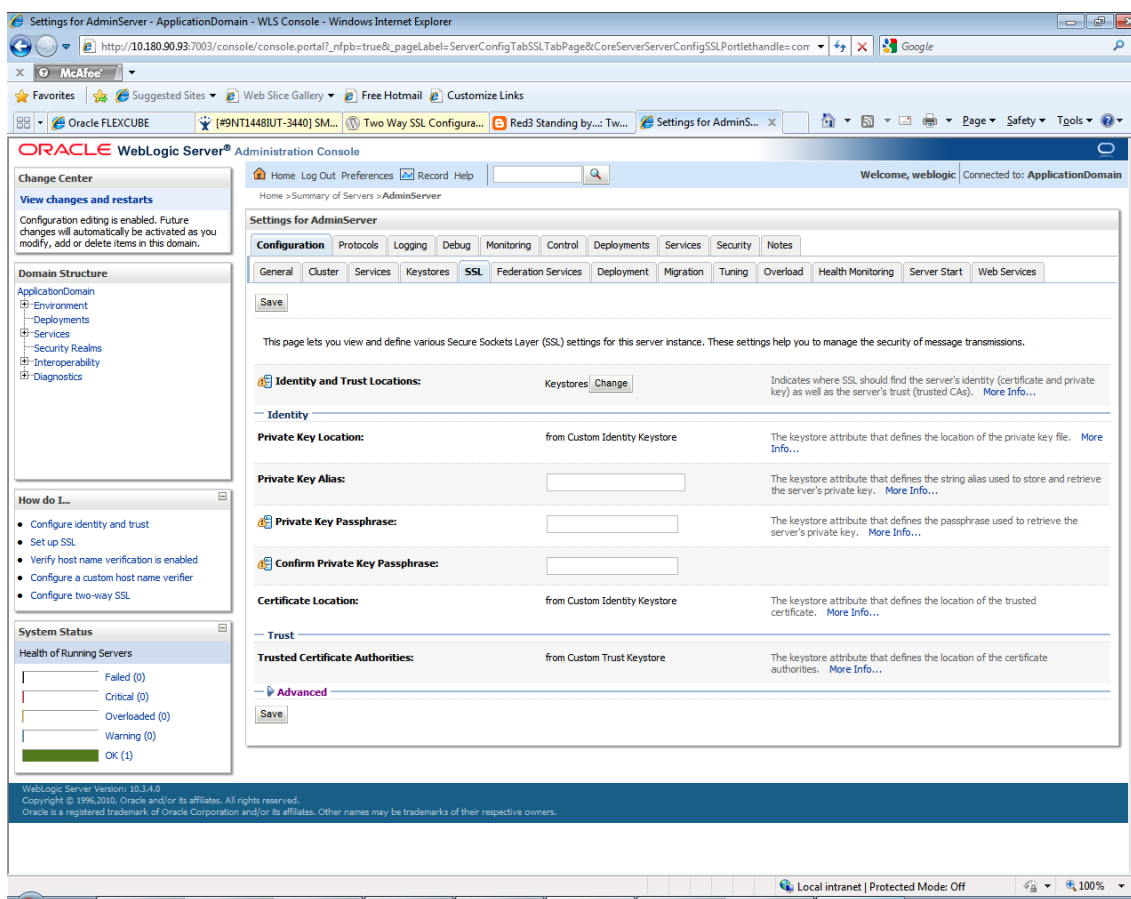 Settings for AdminServer - ApplicationDomain - WLS Console - Windows Internet Explorer
http://10.180.90.93:7003/console/console.portal?_nfpb=true&_pageLabel=ServerConfigTabSSLTabPage&CoreServerServerConfigSSLPortlethandle=com
Google
X McAfee
Favorites Suggested Sites Web Slice Gallery Free Hotmail Customize Links
Oracle FLEXCUBE [#9NT1448IUT-3440] SM... Two Way SSL Configura... Red3 Standing by...: Tw... Settings for AdminS... X Page Safety Tools
ORACLE WebLogic Server® Administration Console
Change Center
View changes and restarts
Configuration editing is enabled. Future
changes will automatically be activated as you
modify, add or delete items in this domain.
Domain Structure
ApplicationDomain
Environment
Deployments
Services
Security Realms
Interoperability
Diagnostics
How do I...
Configure identity and trust
Set up SSL
Verify host name verification is enabled
Configure a custom host name verifier
Configure two-way SSL
System Status
Health of Running Servers
Failed (0)
Critical (0)
Overloaded (0)
Warning (0)
OK (1)
Home Log Out Preferences Record Help
Welcome, weblogic Connected to: ApplicationDomain
Home >Summary of Servers >AdminServer
Settings for AdminServer
Configuration Protocols Logging Debug Monitoring Control Deployments Services Security Notes
General Cluster Services Keystores SSL Federation Services Deployment Migration Tuning Overload Health Monitoring Server Start Web Services
Save
This page lets you view and define various Secure Sockets Layer (SSL) settings for this server instance. These settings help you to manage the security of message transmissions.
Identity and Trust Locations: Keystores Change
Indicates where SSL should find the server's identity (certificate and private
key) as well as the server's trust (trusted CAs). More Info...
Identity
Private Key Location: from Custom Identity Keystore
The keystore attribute that defines the location of the private key file. More
Info...
Private Key Alias:
The keystore attribute that defines the string alias used to store and retrieve
the server's private key. More Info...
Private Key Passphrase:
The keystore attribute that defines the passphrase used to retrieve the
server's private key. More Info...
Confirm Private Key Passphrase:
Certificate Location: from Custom Identity Keystore
The keystore attribute that defines the location of the trusted
certificate. More Info...
Trust
Trusted Certificate Authorities: from Custom Trust Keystore
The keystore attribute that defines the location of the certificate
authorities. More Info...
Advanced
Save
WebLogic Server Version: 10.3.4.0
Copyright © 1996,2010, Oracle and/or its affiliates. All rights reserved.
Oracle is a registered trademark of Oracle Corporation and/or its affiliates. Other names may be trademarks of their respective owners.
Local intranet | Protected Mode: Off 100%